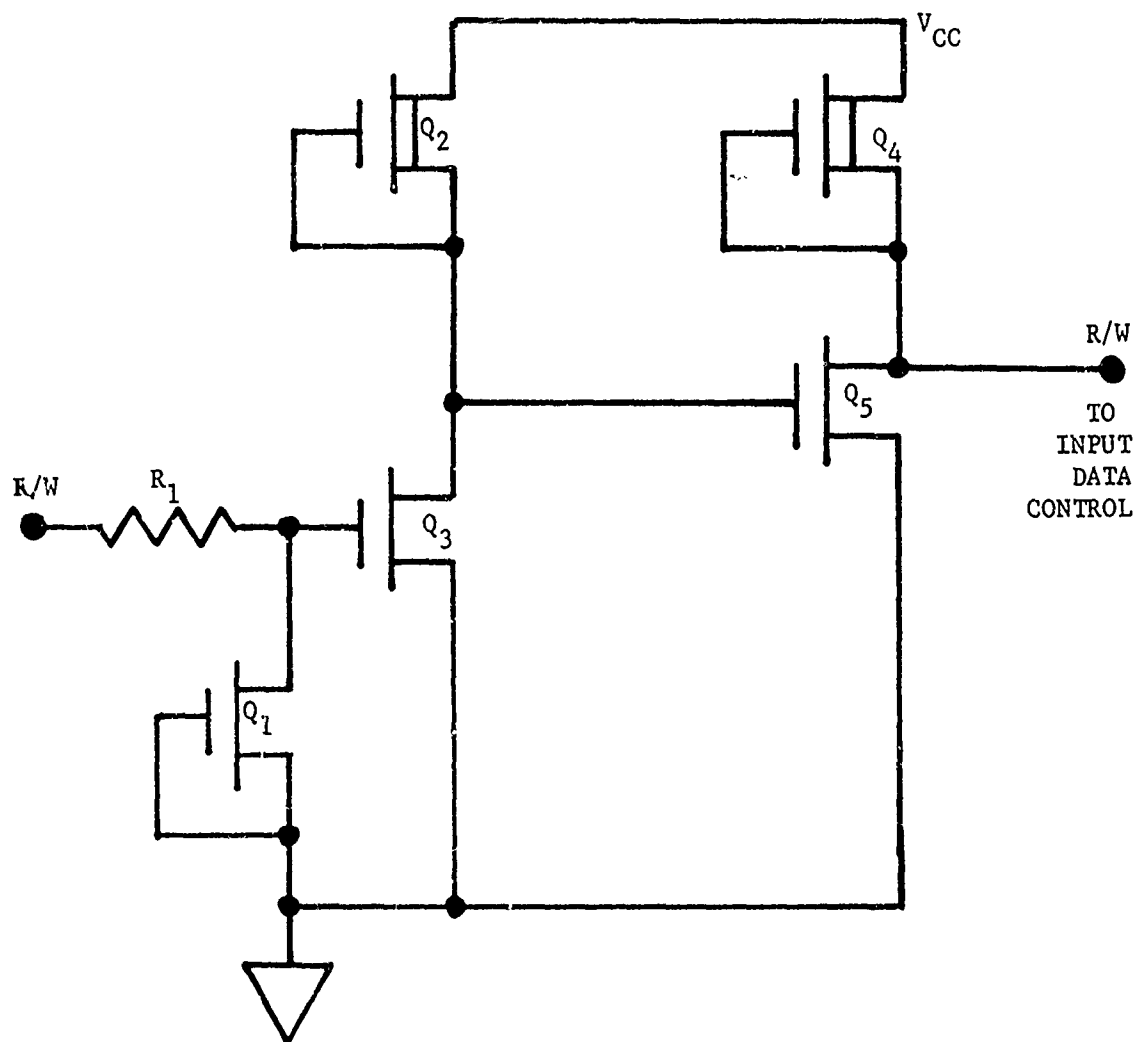 V_CC
Q_2
Q_4
R/W
Q_5
TO
INPUT
DATA
CONTROL
R/W
R_1
Q_3
Q_1